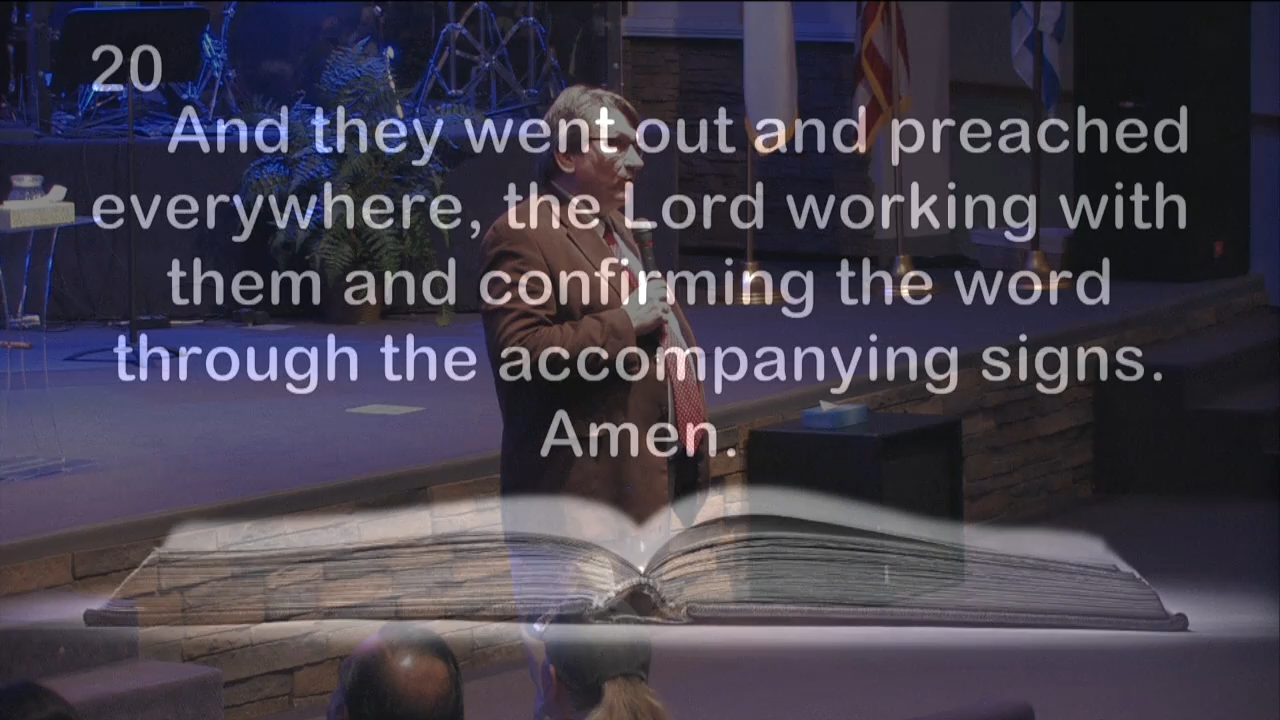 20
And they went out and preached
everywhere, the Lord working with
them and confirming the word
through the accompanying signs.
Amen.